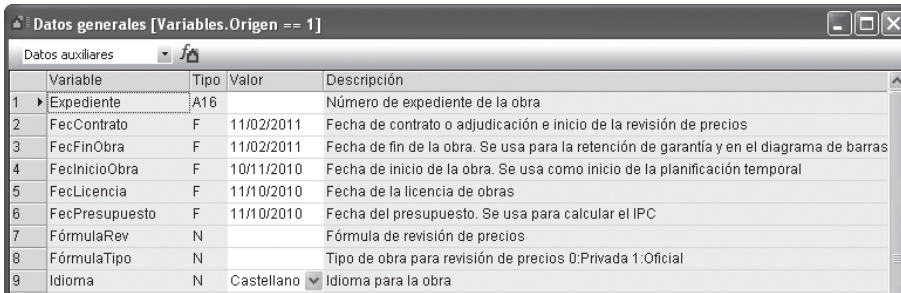 Datos generales [Variables.Origen == 1]
Datos auxiliares
Variable Tipo Valor Descripción
1 Expediente A16 Número de expediente de la obra
2 FecContrato F 11/02/2011 Fecha de contrato o adjudicación e inicio de la revisión de precios
3 FecFinObra F 11/02/2011 Fecha de fin de la obra. Se usa para la retención de garantía y en el diagrama de barras
4 FecInicioObra F 10/11/2010 Fecha de inicio de la obra. Se usa como inicio de la planificación temporal
5 FecLicencia F 11/10/2010 Fecha de la licencia de obras
6 FecPresupuesto F 11/10/2010 Fecha del presupuesto. Se usa para calcular el IPC
7 FórmulaRev N Fórmula de revisión de precios
8 FórmulaTipo N Tipo de obra para revisión de precios 0:Privada 1:Oficial
9 Idioma N Castellano Idioma para la obra